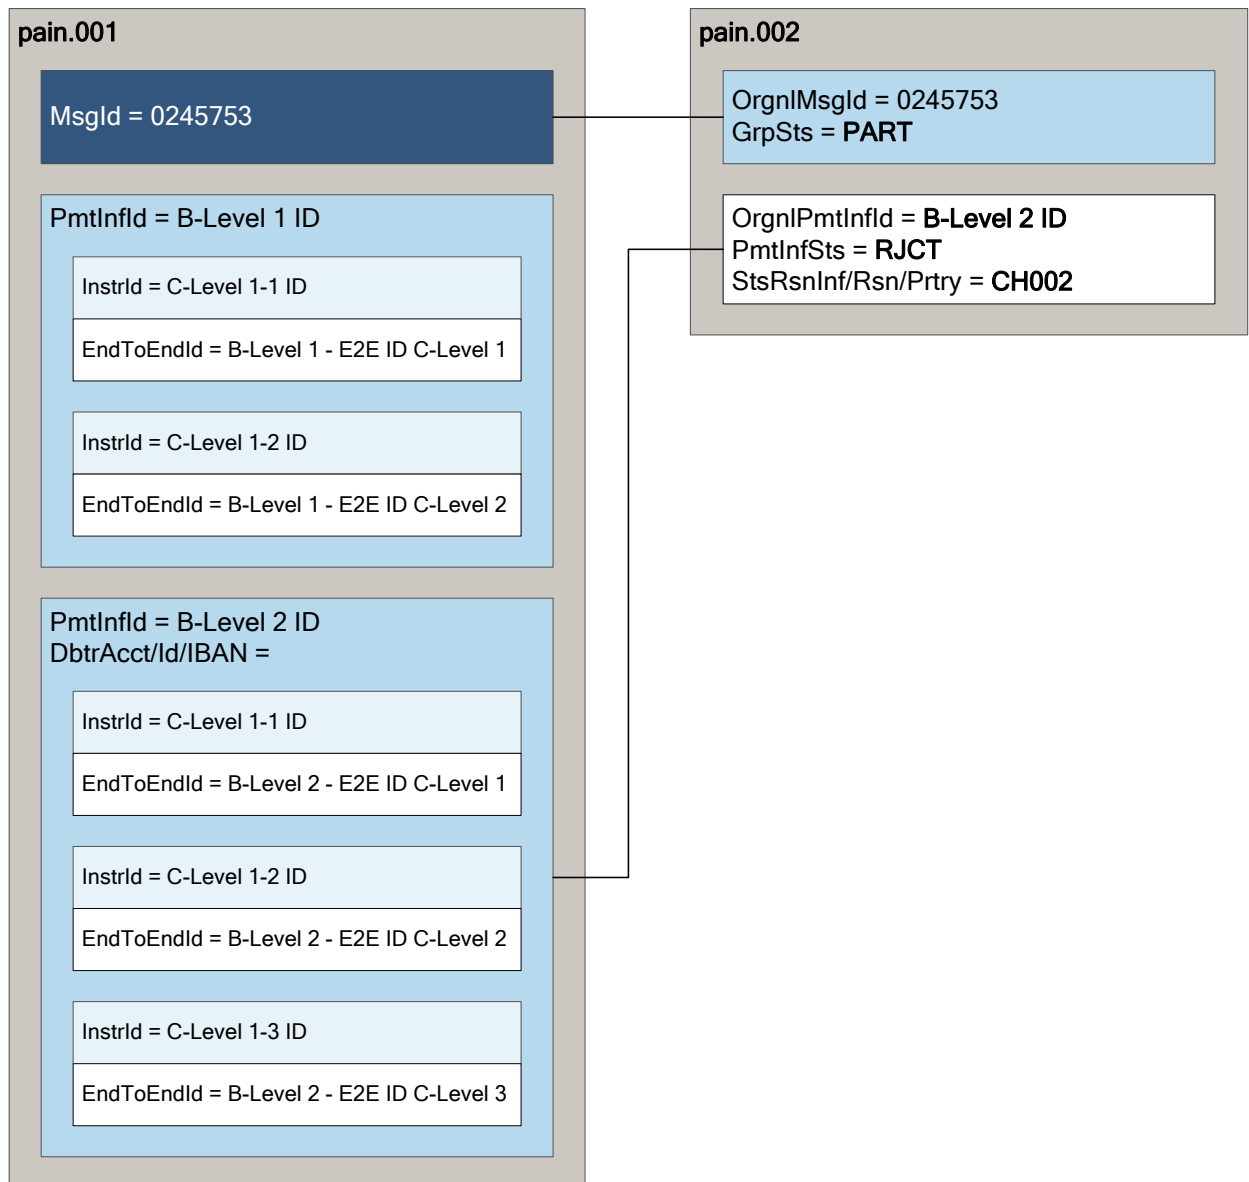 pain.001
MsgId = 0245753
PmtInfId = B-Level 1 ID
InstrId = C-Level 1-1 ID
EndToEndId = B-Level 1 - E2E ID C-Level 1
InstrId = C-Level 1-2 ID
EndToEndId = B-Level 1 - E2E ID C-Level 2
PmtInfId = B-Level 2 ID
DbtrAcct/Id/IBAN =
InstrId = C-Level 1-1 ID
EndToEndId = B-Level 2 - E2E ID C-Level 1
InstrId = C-Level 1-2 ID
EndToEndId = B-Level 2 - E2E ID C-Level 2
InstrId = C-Level 1-3 ID
EndToEndId = B-Level 2 - E2E ID C-Level 3
pain.002
OrgnlMsgId = 0245753
GrpSts = PART
OrgnlPmtInfId = B-Level 2 ID
PmtInfSts = RJCT
StsRsnInf/Rsn/Prtry = CH002